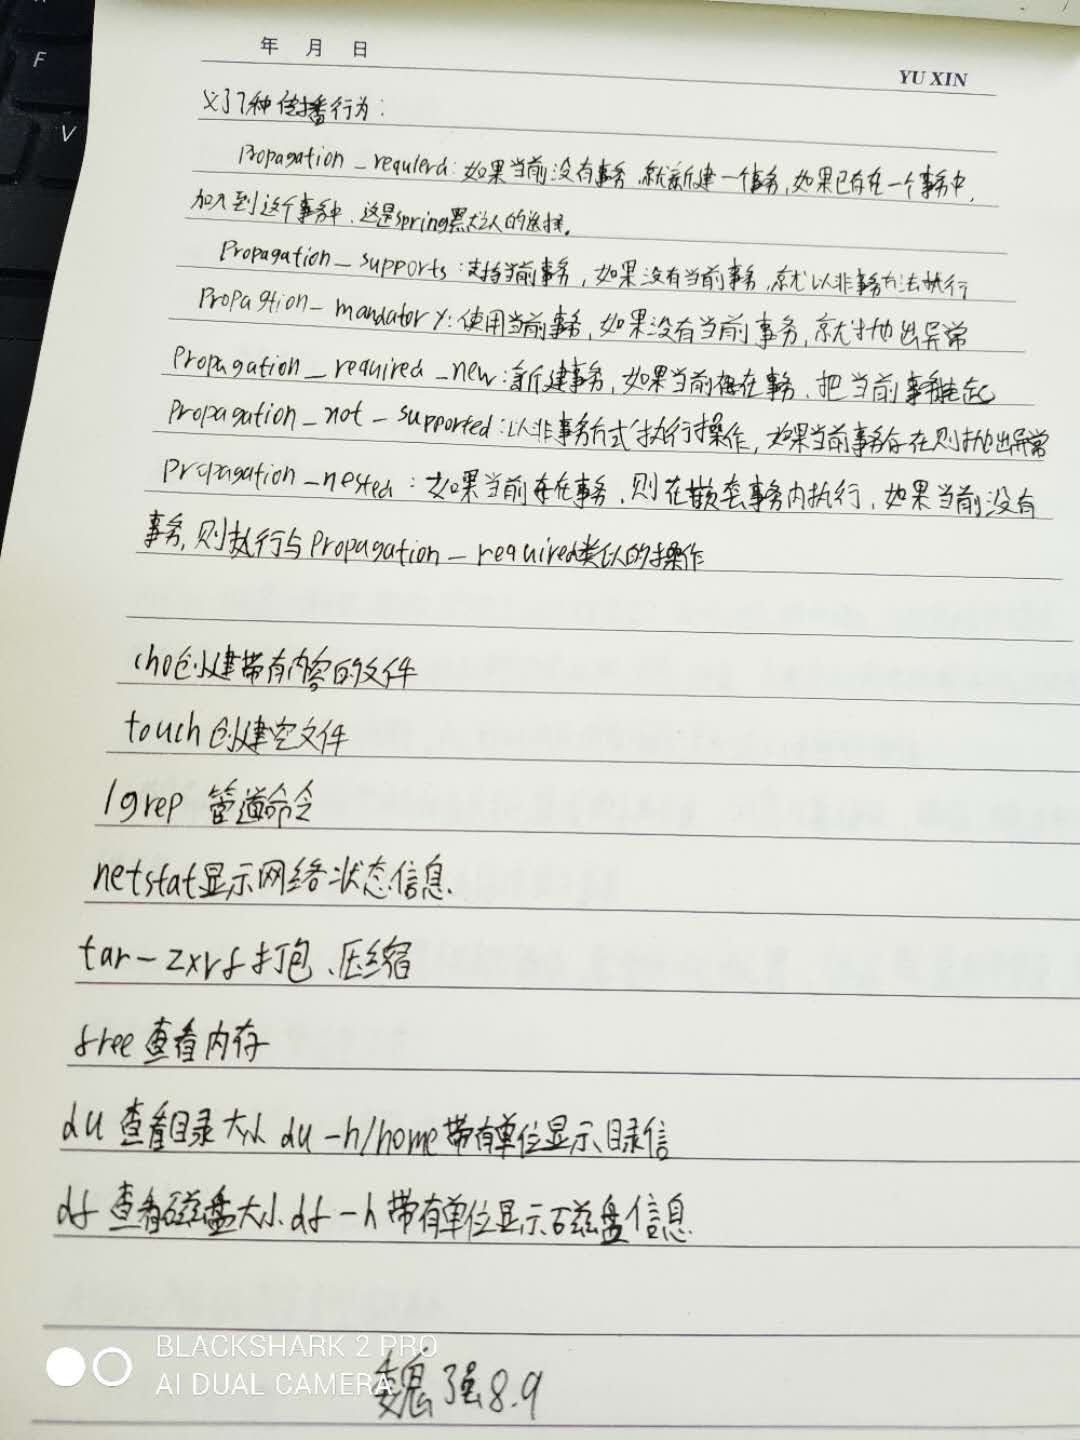 年 月 日
YU XIN
义了7种传播行为：
Propagation_requierd：如果当前没有事务，就新建一个事务，如果已存在一个事务中，
加入到这个事务中，这是spring默认的选择。
Propagation_supports：支持当前事务，如果没有当前事务，就以非事务方法执行
Propagtion_mandatory：使用当前事务，如果没有当前事务，就抛出异常
Propagation_required_new：新建事务，如果当前存在事务，把当前事务挂起
Propagation_not_supported：以非事务方式执行操作，如果当前事务存在则抛出异常
Propagation_nested：如果当前存在事务，则在嵌套事务内执行，如果当前没有
事务，则执行与Propagation_required类似的操作
cho创建带有内容的文件
touch创建空文件
|grep 管道命令
netstat显示网络状态信息
tar-zxvf打包、压缩
free查看内存
du 查看目录大小 du -h/home带有单位显示目录信
df 查看磁盘大小 df -h 带有单位显示磁盘信息
BLACKSHARK 2 PRO
AI DUAL CAMERA
魏强8.9
F
V